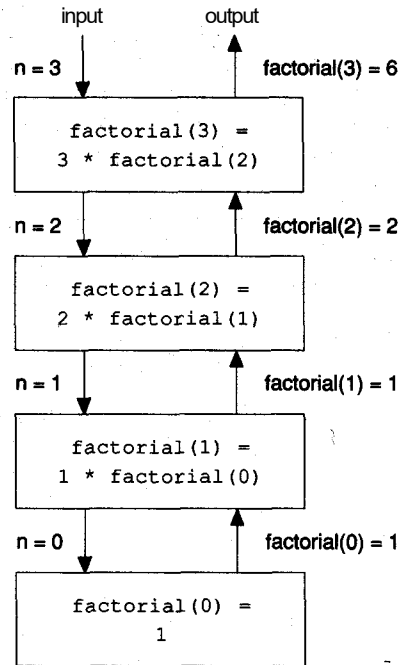 input output
n = 3 factorial(3) = 6
factorial(3) =
3 * factorial(2)
n = 2 factorial(2) = 2
factorial(2) =
2 * factorial(1)
n = 1 factorial(1) = 1
factorial(1) =
1 * factorial(0)
n = 0 factorial(0) = 1
factorial(0) =
1